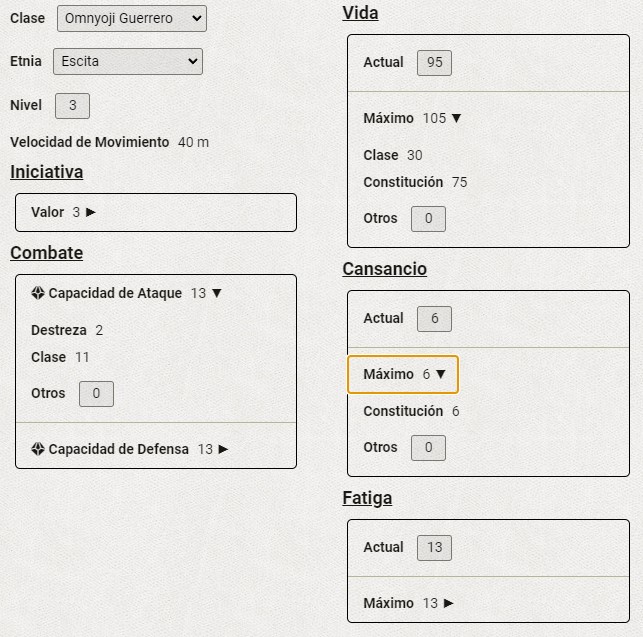 Clase Omnyoji Guerrero
Etnia Escita
Nivel 3
Velocidad de Movimiento 40 m
Iniciativa
Valor 3
Combate
Capacidad de Ataque 13
Destreza 2
Clase 11
Otros 0
Capacidad de Defensa 13
Vida
Actual 95
Máximo 105
Clase 30
Constitución 75
Otros 0
Cansancio
Actual 6
Máximo 6
Constitución 6
Otros 0
Fatiga
Actual 13
Máximo 13